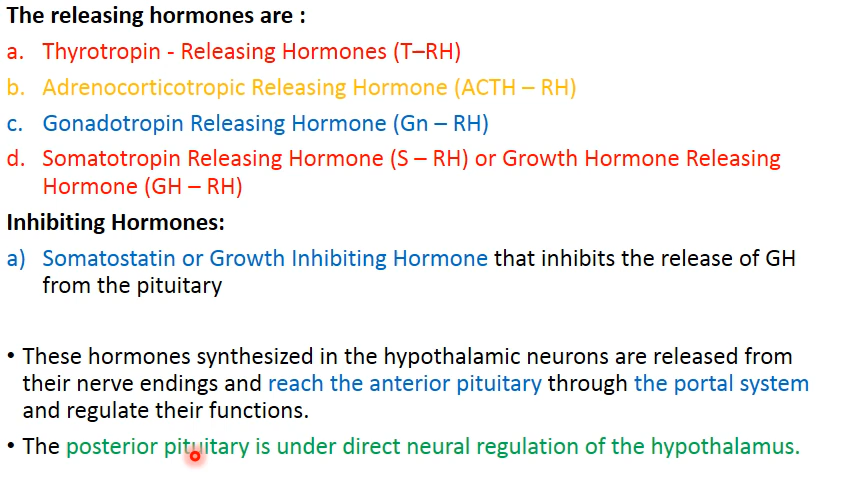 The releasing hormones are :
a. Thyrotropin - Releasing Hormones (T–RH)
b. Adrenocorticotropic Releasing Hormone (ACTH – RH)
c. Gonadotropin Releasing Hormone (Gn – RH)
d. Somatotropin Releasing Hormone (S – RH) or Growth Hormone Releasing
Hormone (GH – RH)
Inhibiting Hormones:
a) Somatostatin or Growth Inhibiting Hormone that inhibits the release of GH
from the pituitary
• These hormones synthesized in the hypothalamic neurons are released from
their nerve endings and reach the anterior pituitary through the portal system
and regulate their functions.
• The posterior pituitary is under direct neural regulation of the hypothalamus.